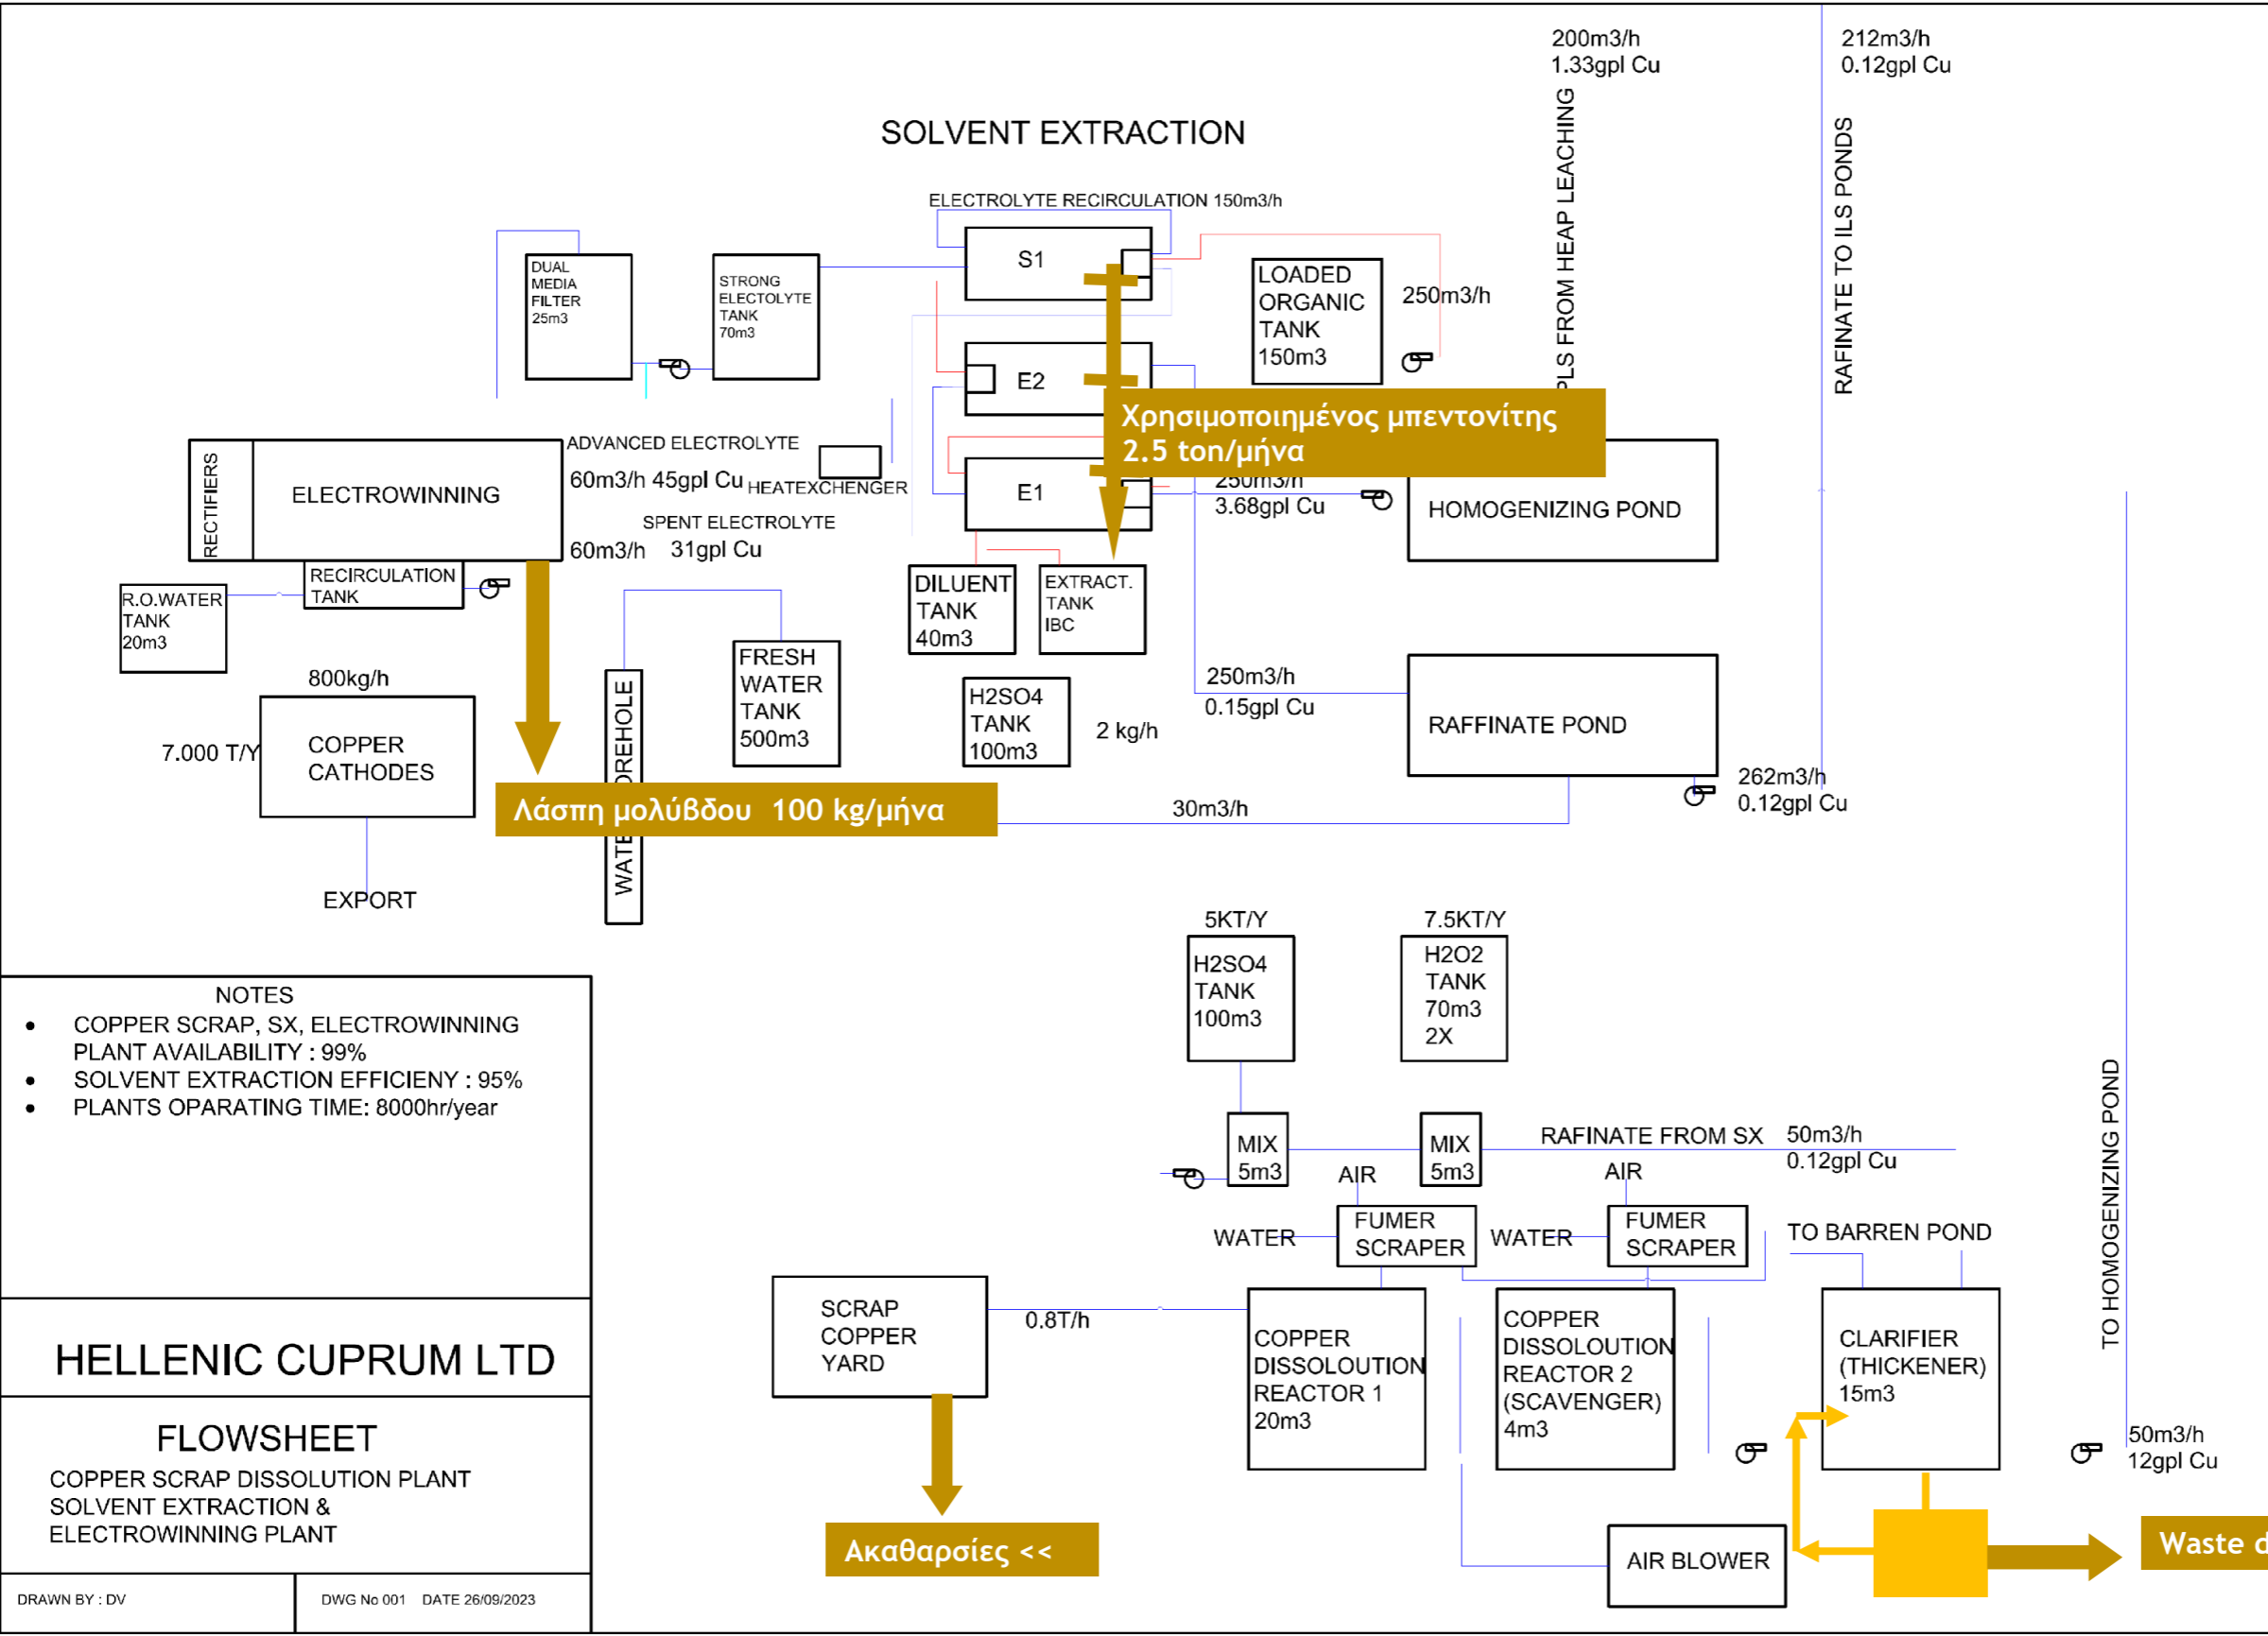 200m3/h
1.33gpl Cu
212m3/h
0.12gpl Cu
SOLVENT EXTRACTION
PLS FROM HEAP LEACHING
RAFINATE TO ILS PONDS
ELECTROLYTE RECIRCULATION 150m3/h
DUAL
MEDIA
FILTER
25m3
STRONG
ELECTOLYTE
TANK
70m3
S1
LOADED
ORGANIC
TANK
150m3
250m3/h
E2
Χρησιμοποιημένος μπεντονίτης
2.5 ton/μήνα
RECTIFIERS
ELECTROWINNING
ADVANCED ELECTROLYTE
60m3/h 45gpl Cu
HEATEXCHENGER
SPENT ELECTROLYTE
60m3/h 31gpl Cu
E1
250m3/h
3.68gpl Cu
HOMOGENIZING POND
RECIRCULATION
TANK
R.O.WATER
TANK
20m3
DILUENT
TANK
40m3
EXTRACT.
TANK
IBC
FRESH
WATER
TANK
500m3
H2SO4
TANK
100m3
2 kg/h
250m3/h
0.15gpl Cu
RAFFINATE POND
800kg/h
7.000 T/Y
COPPER
CATHODES
262m3/h
0.12gpl Cu
Λάσπη μολύβδου 100 kg/μήνα
30m3/h
EXPORT
5KT/Y
H2SO4
TANK
100m3
7.5KT/Y
H2O2
TANK
70m3
2X
NOTES
• COPPER SCRAP, SX, ELECTROWINNING
PLANT AVAILABILITY : 99%
• SOLVENT EXTRACTION EFFICIENY : 95%
• PLANTS OPARATING TIME: 8000hr/year
MIX
5m3
MIX
5m3
RAFINATE FROM SX
50m3/h
0.12gpl Cu
AIR
AIR
WATER
FUMER
SCRAPER
WATER
FUMER
SCRAPER
TO BARREN POND
TO HOMOGENIZING POND
SCRAP
COPPER
YARD
0.8T/h
COPPER
DISSOLOUTION
REACTOR 1
20m3
COPPER
DISSOLOUTION
REACTOR 2
(SCAVENGER)
4m3
CLARIFIER
(THICKENER)
15m3
50m3/h
12gpl Cu
HELLENIC CUPRUM LTD
FLOWSHEET
COPPER SCRAP DISSOLUTION PLANT
SOLVENT EXTRACTION &
ELECTROWINNING PLANT
Ακαθαρσίες <<
AIR BLOWER
Waste
DRAWN BY : DV
DWG No 001 DATE 26/09/2023